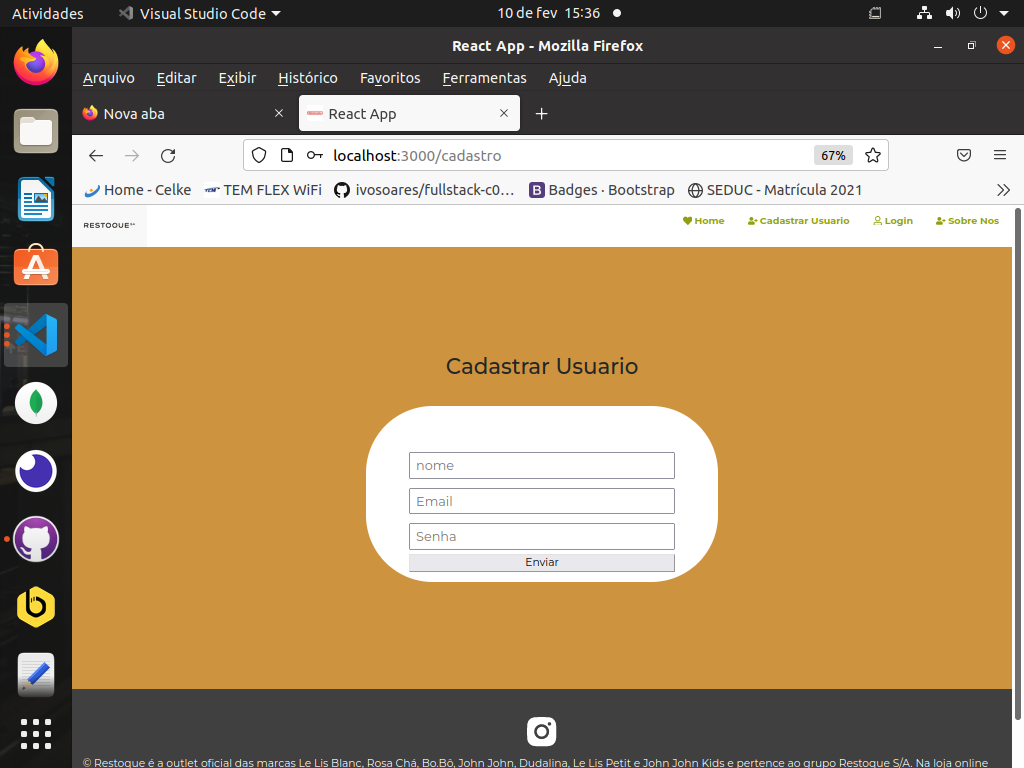 Atividades
Visual Studio Code
10 de fev 15:36
React App - Mozilla Firefox
Arquivo Editar Exibir Histórico Favoritos Ferramentas Ajuda
Nova aba
React App
localhost:3000/cadastro
67%
Home - Celke
TEM FLEX WiFi
ivosoares/fullstack-c0…
Badges · Bootstrap
SEDUC - Matrícula 2021
RESTOQUE
Home
Cadastrar Usuario
Login
Sobre Nos
Cadastrar Usuario
nome
Email
Senha
Enviar
© Restoque é a outlet oficial das marcas Le Lis Blanc, Rosa Chá, Bo.Bô, John John, Dudalina, Le Lis Petit e John John Kids e pertence ao grupo Restoque S/A. Na loja online